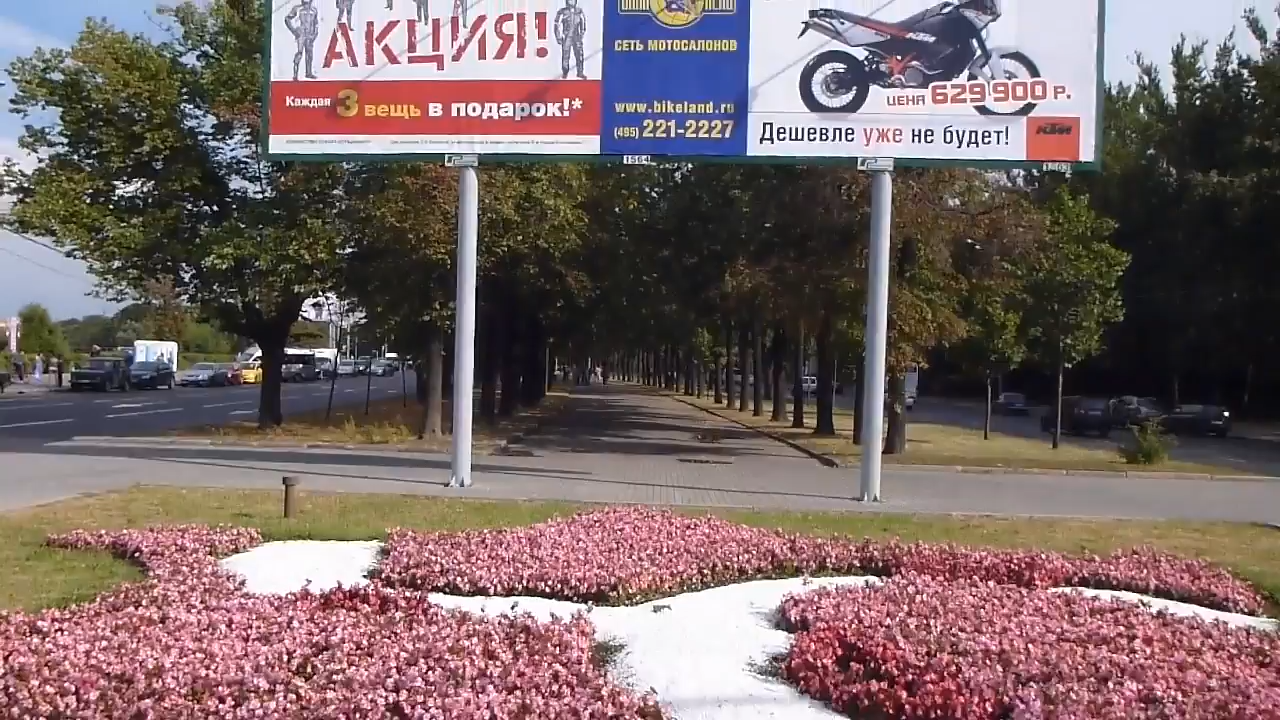 АКЦИЯ!
Каждая 3 вещь в подарок!*
СЕТЬ МОТОСАЛОНОВ
www.bikeland.ru
(495) 221-2227
1564
ЦЕНА 629 900 Р.
Дешевле уже не будет!
KTM